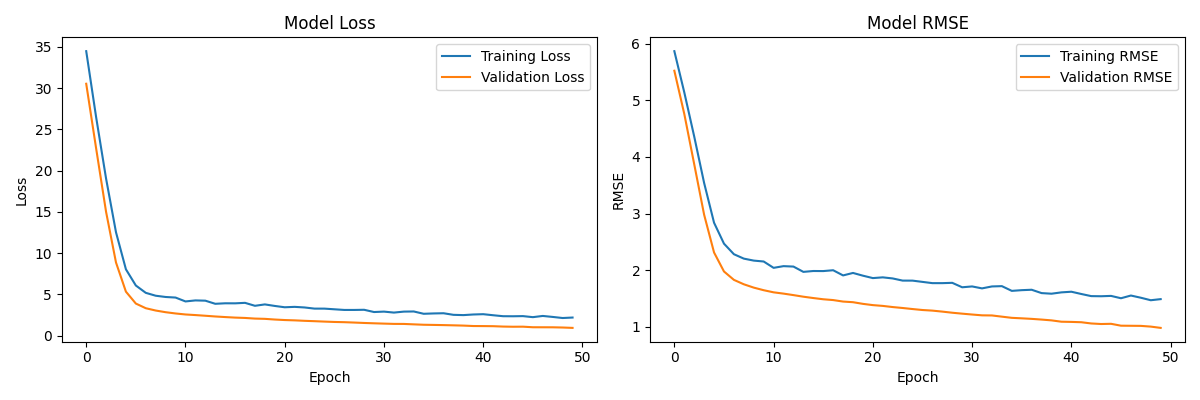 Model Loss
Loss
35
30
25
20
15
10
5
0
Training Loss
Validation Loss
0 10 20 30 40 50
Epoch
Model RMSE
RMSE
6
5
4
3
2
1
Training RMSE
Validation RMSE
0 10 20 30 40 50
Epoch